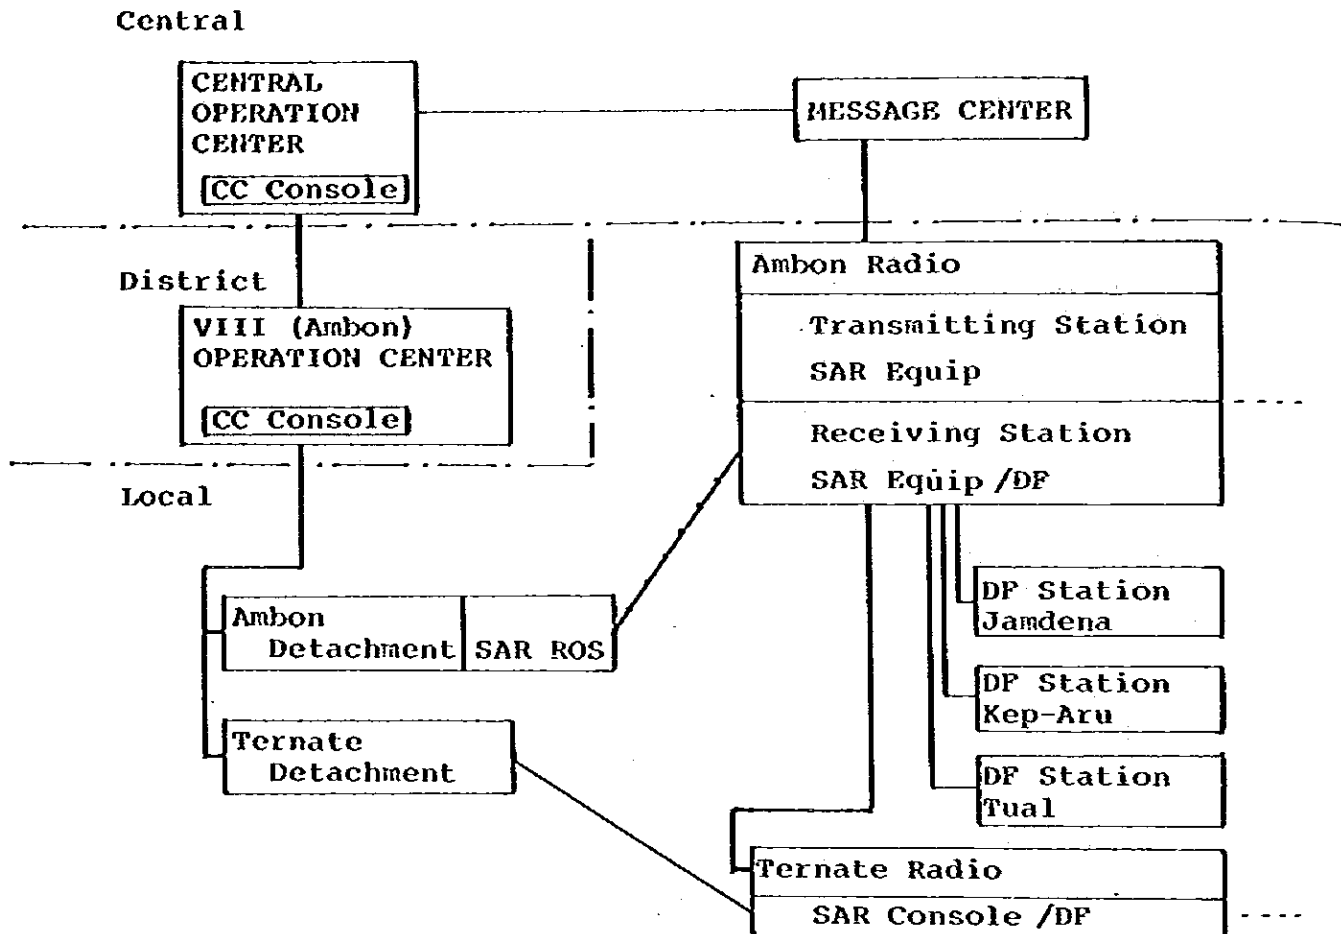 Central
CENTRAL
OPERATION
CENTER
CC Console
MESSAGE CENTER
District
VIII (Ambon)
OPERATION CENTER
CC Console
Ambon Radio
Transmitting Station
SAR Equip
Receiving Station
SAR Equip /DF
Local
Ambon
Detachment
SAR ROS
Ternate
Detachment
DF Station
Jamdena
DF Station
Kep-Aru
DF Station
Tual
Ternate Radio
SAR Console /DF